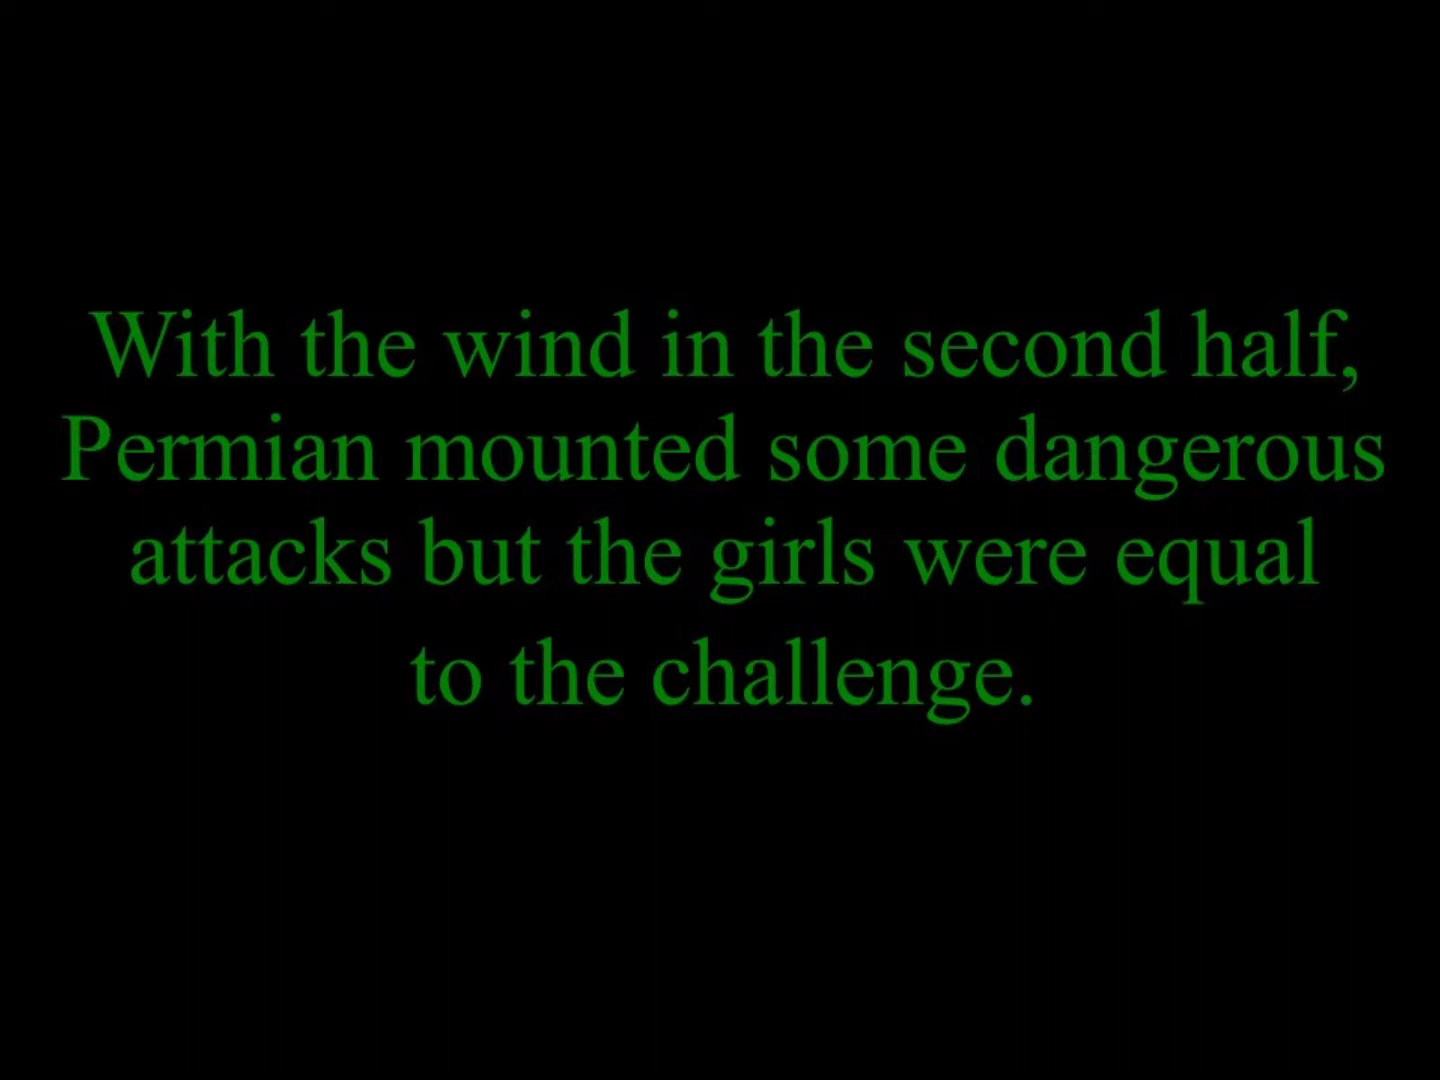 With the wind in the second half,
Permian mounted some dangerous
attacks but the girls were equal
to the challenge.